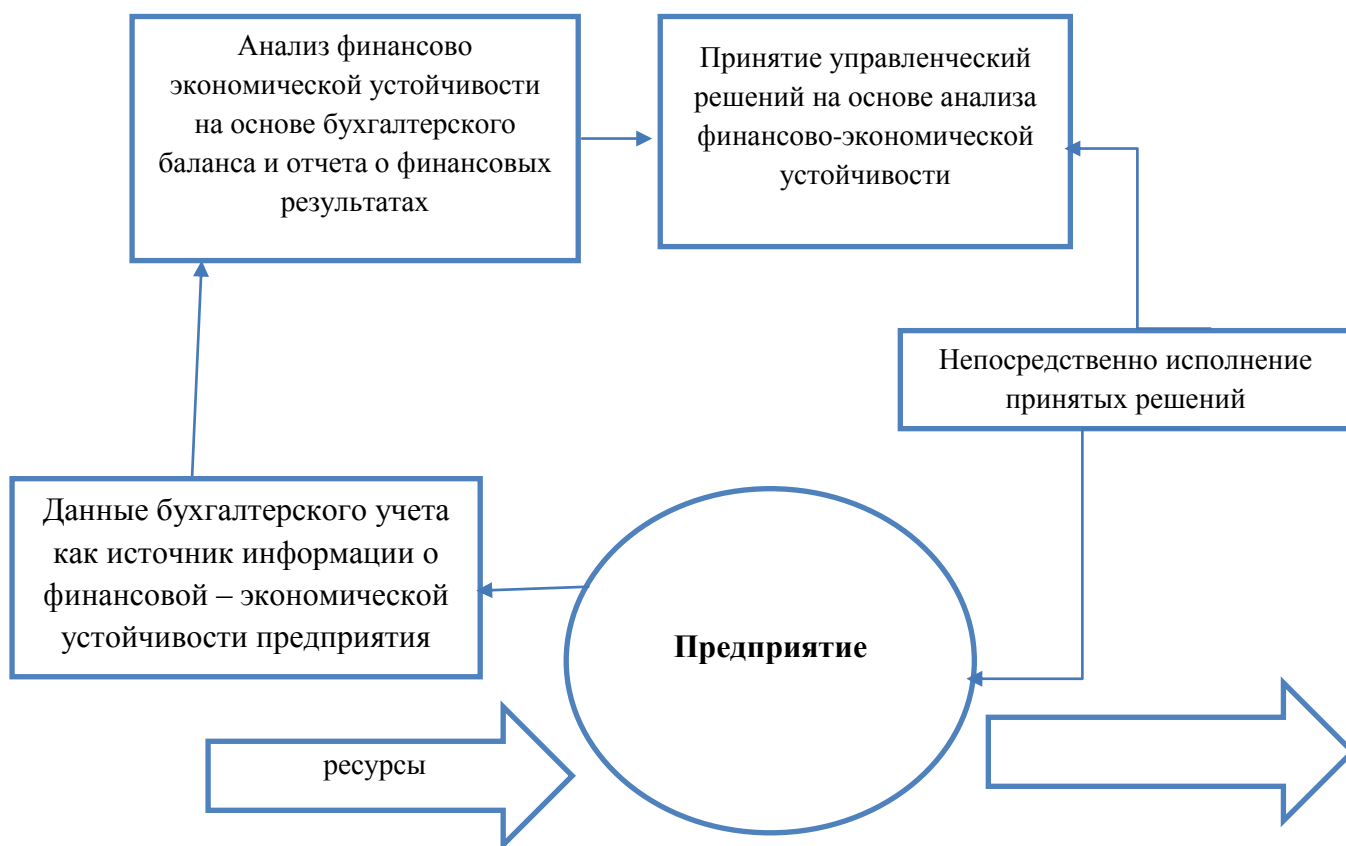 Анализ финансово
экономической устойчивости
на основе бухгалтерского
баланса и отчета о финансовых
результатах
Принятие управленческий
решений на основе анализа
финансово-экономической
устойчивости
Непосредственно исполнение
принятых решений
Данные бухгалтерского учета
как источник информации о
финансовой – экономической
устойчивости предприятия
Предприятие
ресурсы